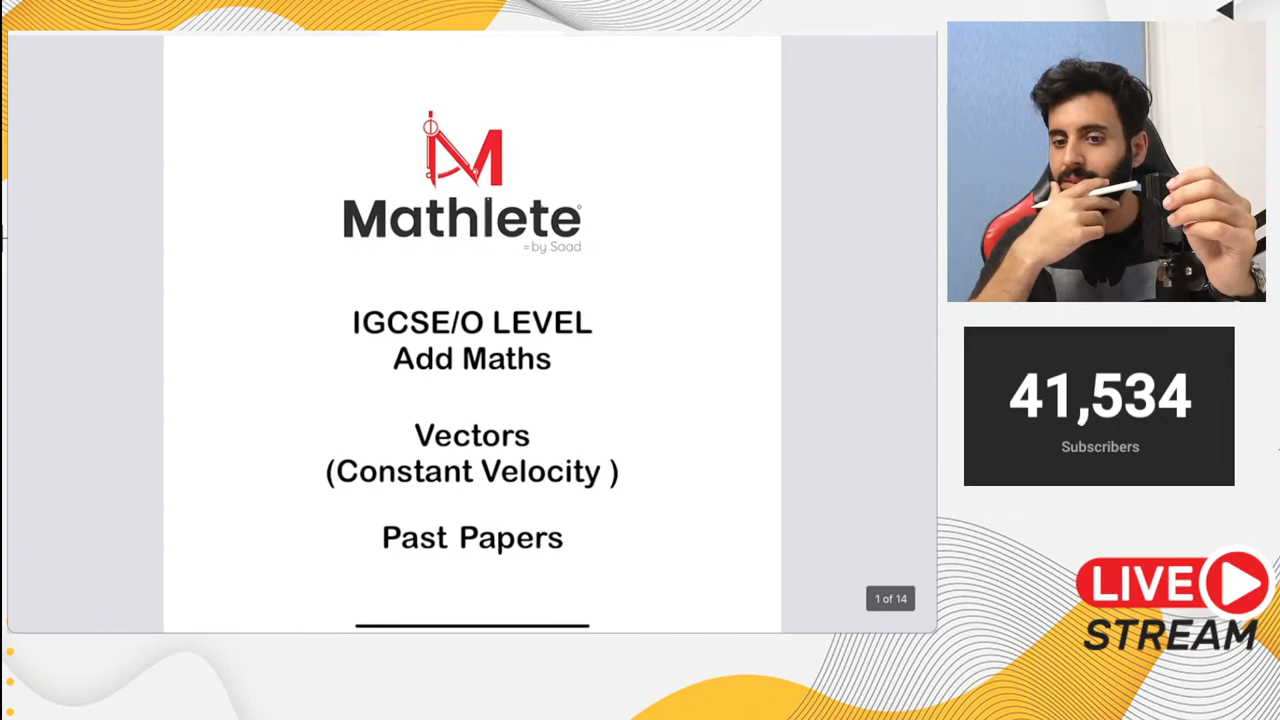 Mathlete
= by Saad
IGCSE/O LEVEL
Add Maths
Vectors
(Constant Velocity )
Past Papers
1 of 14
41,534
Subscribers
LIVE
STREAM